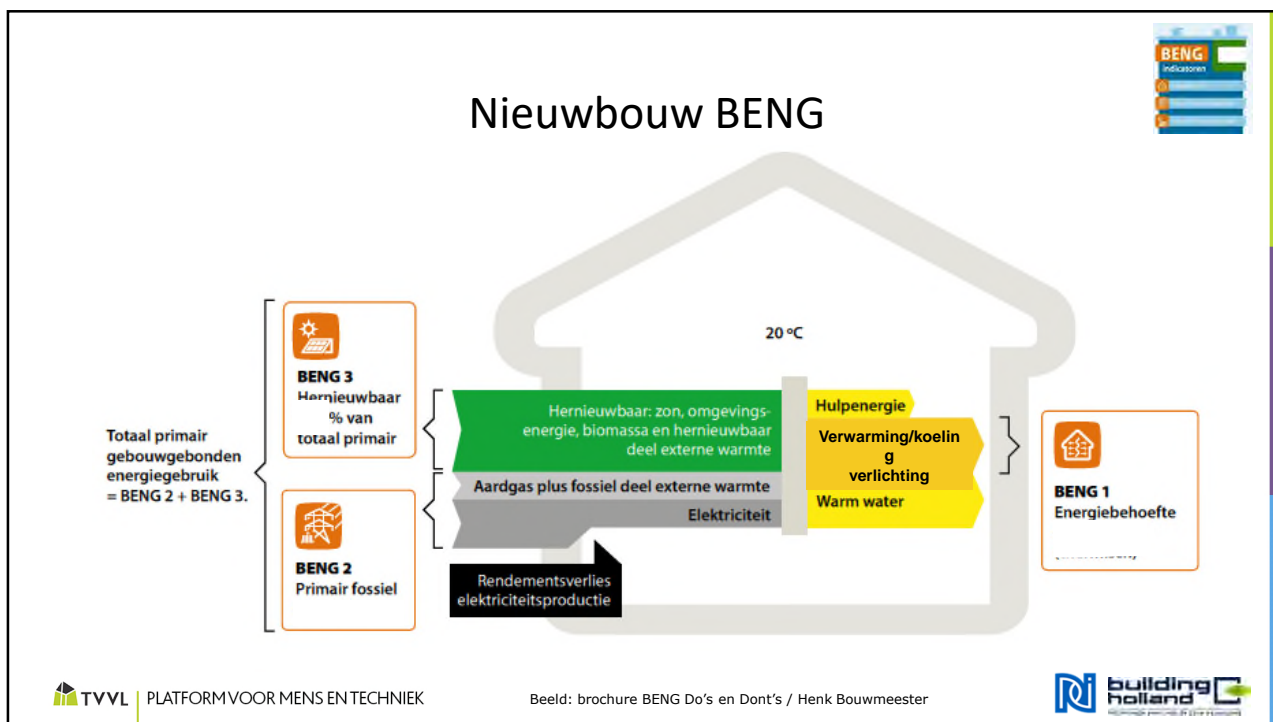 BENG
indicatoren
Nieuwbouw BENG
20 °C
BENG 3
Hernieuwbaar
% van
totaal primair
Totaal primair
gebouwgebonden
energiegebruik
= BENG 2 + BENG 3.
BENG 2
Primair fossiel
Hernieuwbaar: zon, omgevings-
energie, biomassa en hernieuwbaar
deel externe warmte
Aardgas plus fossiel deel externe warmte
Elektriciteit
Rendementsverlies
elektriciteitsproductie
Hulpenergie
Verwarming/koelin
g
verlichting
Warm water
BENG 1
Energiebehoefte
TVVL PLATFORM VOOR MENS EN TECHNIEK
Beeld: brochure BENG Do's en Dont's / Henk Bouwmeester
building
holland